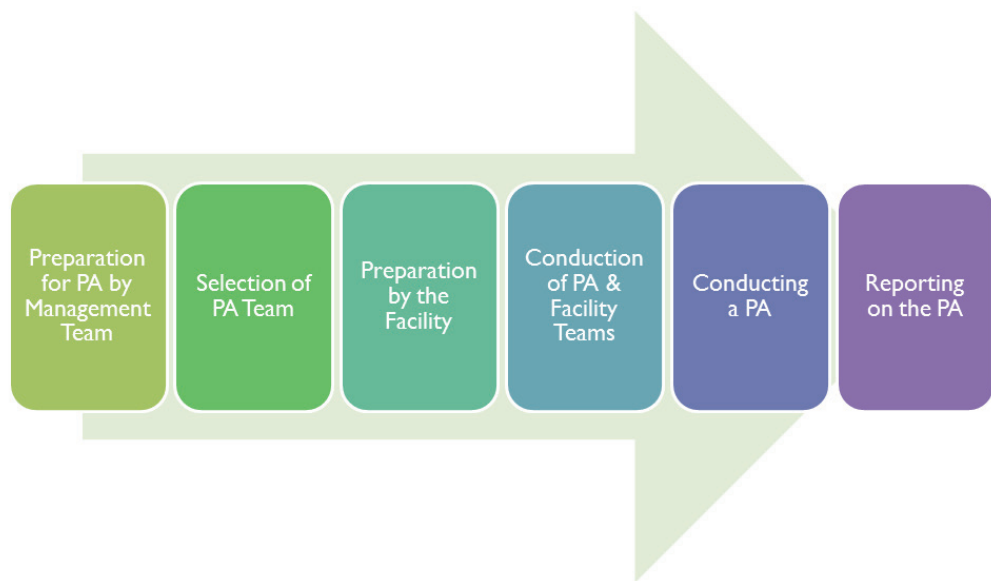 Preparation
for PA by
Management
Team
Selection of
PA Team
Preparation
by the
Facility
Conduction
of PA &
Facility
Teams
Conducting
a PA
Reporting
on the PA